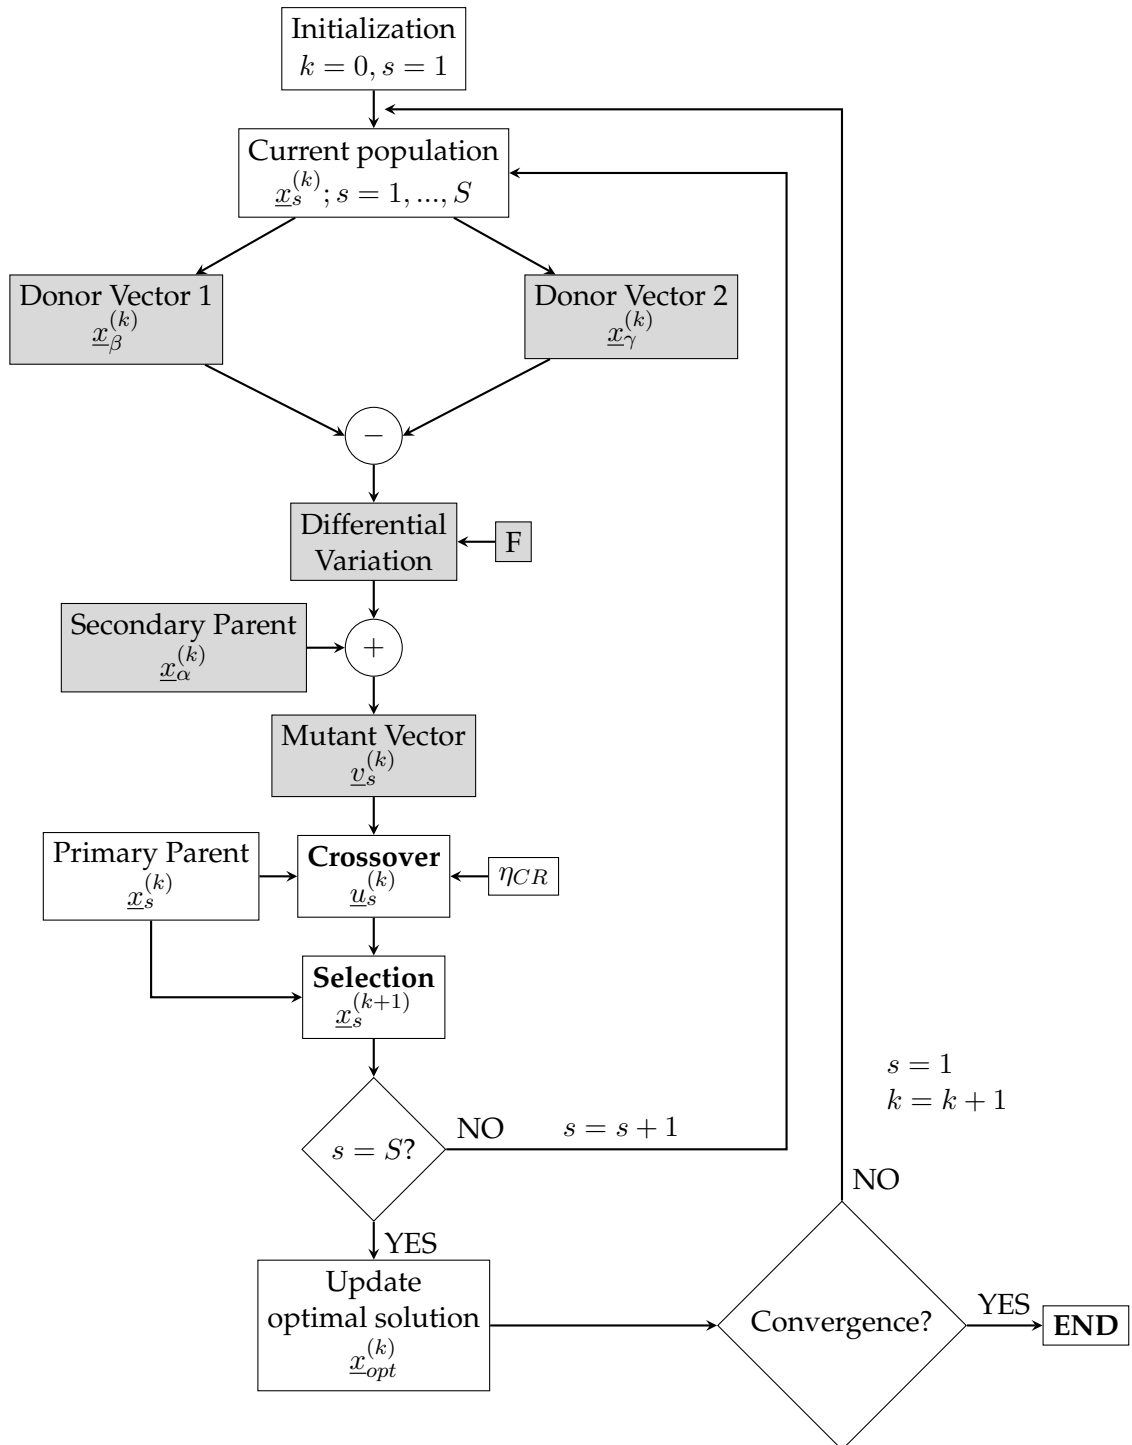 Initialization
k = 0, s = 1
Current population
x_s^(k); s = 1, ..., S
Donor Vector 1
x_β^(k)
Donor Vector 2
x_γ^(k)
−
Differential
Variation
F
Secondary Parent
x_α^(k)
+
Mutant Vector
v_s^(k)
Primary Parent
x_s^(k)
Crossover
u_s^(k)
η_CR
Selection
x_s^(k+1)
s = 1
k = k + 1
s = S?
NO
s = s + 1
NO
YES
Update
optimal solution
x_opt^(k)
Convergence?
YES
END